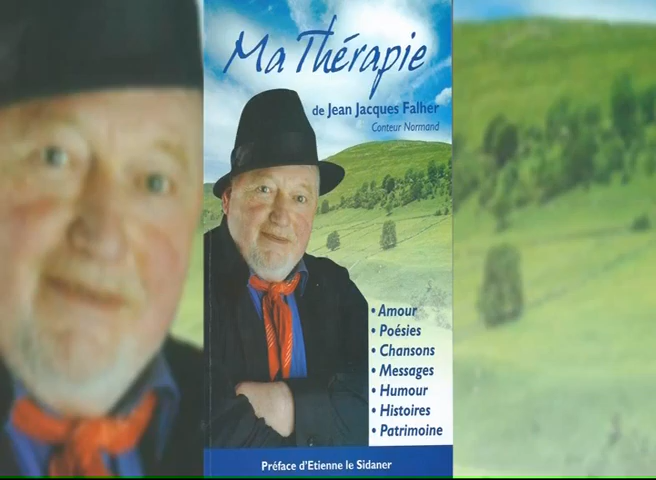 Ma Thérapie
de Jean Jacques Falher
Conteur Normand
• Amour
• Poésies
• Chansons
• Messages
• Humour
• Histoires
• Patrimoine
Préface d'Etienne le Sidaner